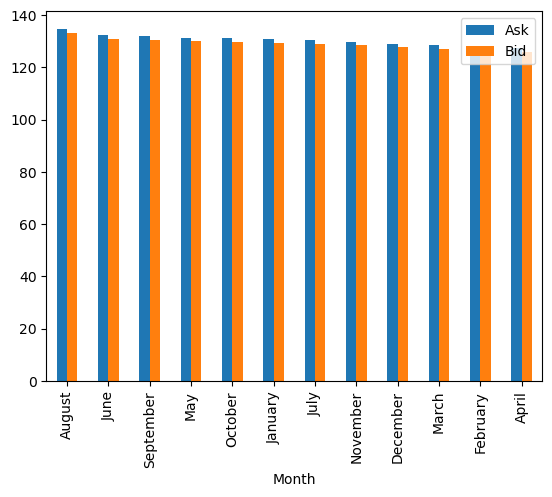 140
120
100
80
60
40
20
0
Ask
Bid
August
June
September
May
October
January
July
November
December
March
February
April
Month